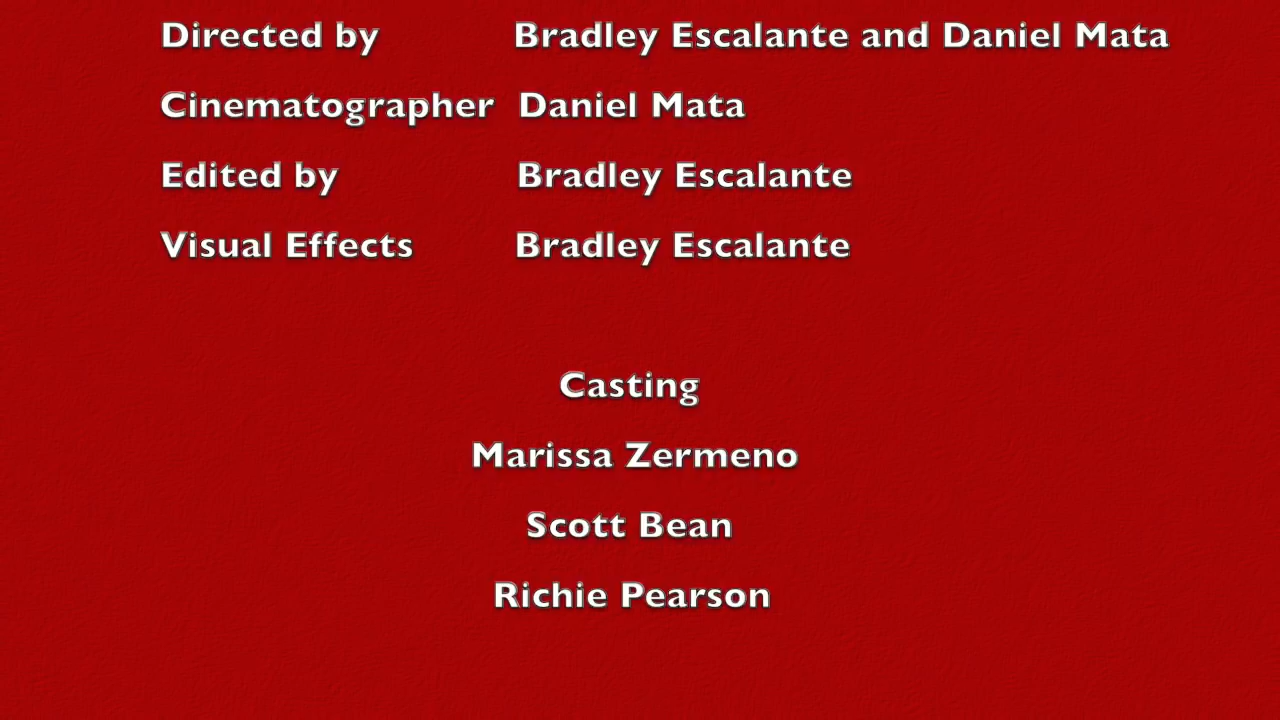 Directed by Bradley Escalante and Daniel Mata
Cinematographer Daniel Mata
Edited by Bradley Escalante
Visual Effects Bradley Escalante
Casting
Marissa Zermeno
Scott Bean
Richie Pearson